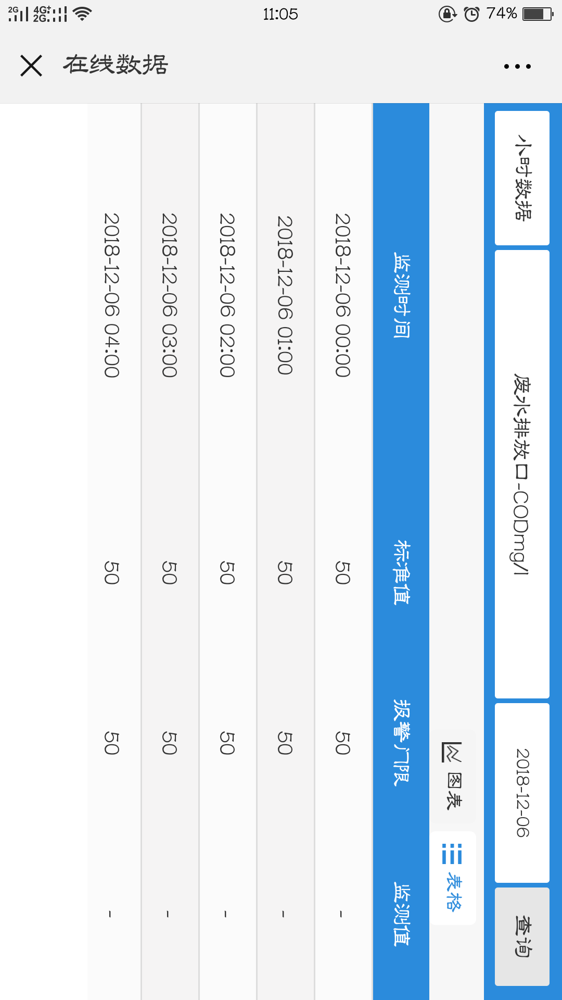 2G 4G+ 2G 11:05 74%
在线数据
小时数据 废水排放口-CODmg/l 2018-12-06 查询
图表 表格
监测时间 标准值 报警门限 监测值
2018-12-06 00:00 50 50 -
2018-12-06 01:00 50 50 -
2018-12-06 02:00 50 50 -
2018-12-06 03:00 50 50 -
2018-12-06 04:00 50 50 -